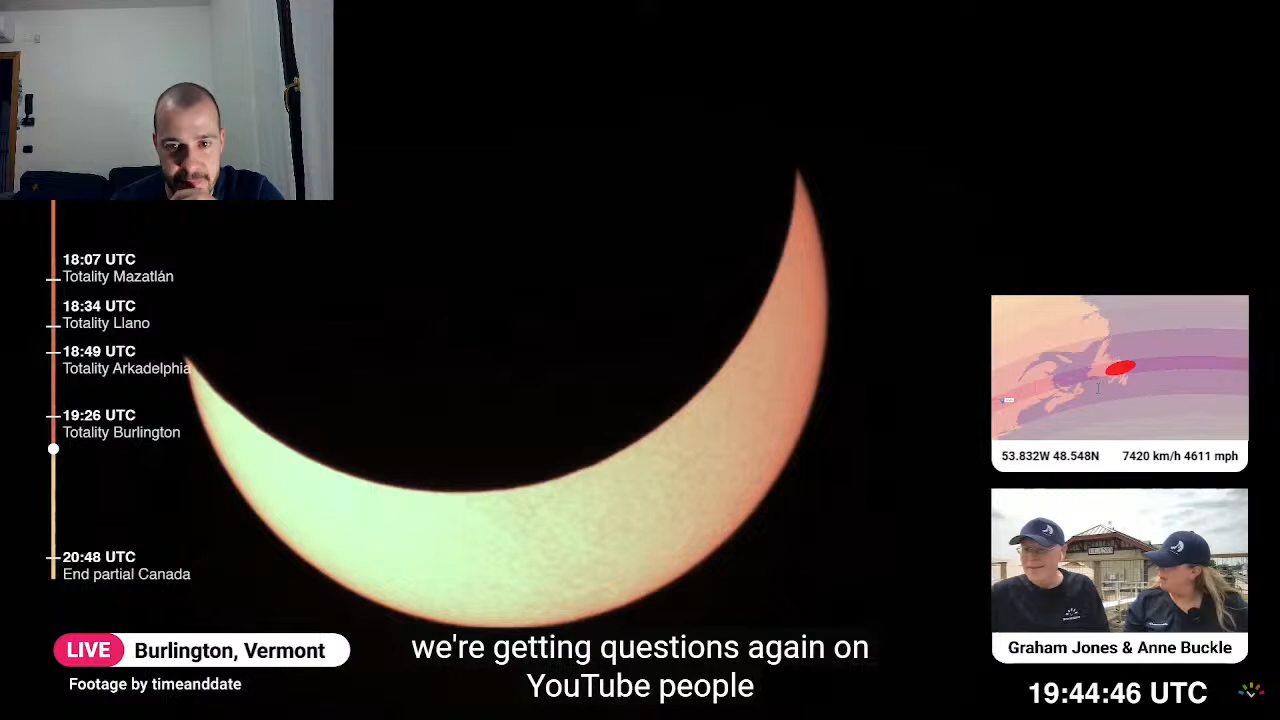 18:07 UTC
Totality Mazatlán
18:34 UTC
Totality Llano
18:49 UTC
Totality Arkadelphia
19:26 UTC
Totality Burlington
20:48 UTC
End partial Canada
LIVE Burlington, Vermont
Footage by timeanddate
we're getting questions again on
YouTube people
53.832W 48.548N 7420 km/h 4611 mph
Graham Jones & Anne Buckle
19:44:46 UTC